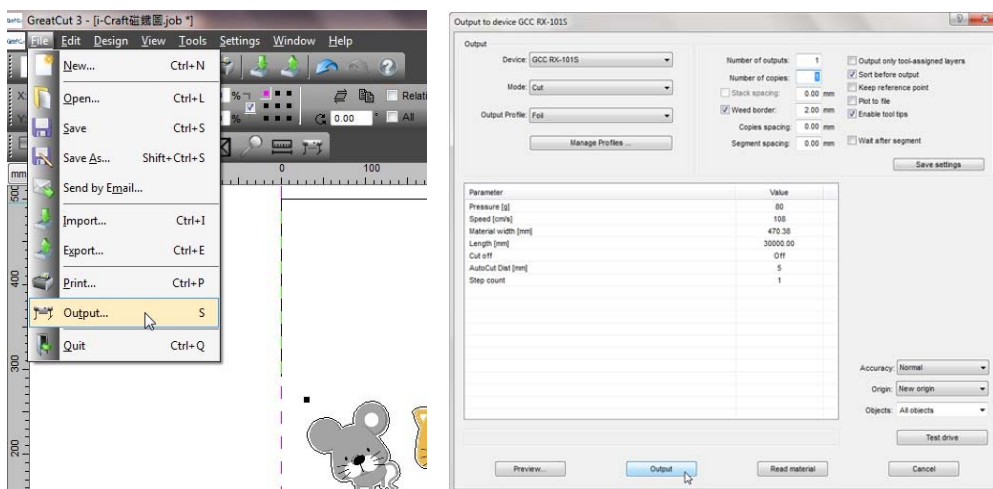 GreatCut 3 - [i-Craft磁鐵圖.job *]
File Edit Design View Tools Settings Window Help
New... Ctrl+N
Open... Ctrl+L
Save Ctrl+S
Save As... Shift+Ctrl+S
Send by Email...
Import... Ctrl+I
Export... Ctrl+E
Print... Ctrl+P
Output... S
Quit Ctrl+Q
X
Y
%
%
0.00 °
Relati
All
mm
0 100
500
400
300
200
Output to device GCC RX-101S
Output
Device: GCC RX-101S
Mode: Cut
Output Profile: Foil
Manage Profiles ...
Number of outputs: 1
Number of copies: 1
Stack spacing: 0.00 mm
Weed border: 2.00 mm
Copies spacing: 0.00 mm
Segment spacing: 0.00 mm
Output only tool-assigned layers
Sort before output
Keep reference point
Plot to file
Enable tool tips
Wait after segment
Save settings
Parameter Value
Pressure [g] 80
Speed [cm/s] 108
Material width [mm] 470.38
Length [mm] 30000.00
Cut off Off
AutoCut Dist [mm] 5
Step count 1
Accuracy: Normal
Origin: New origin
Objects: All objects
Test drive
Preview... Output Read material Cancel